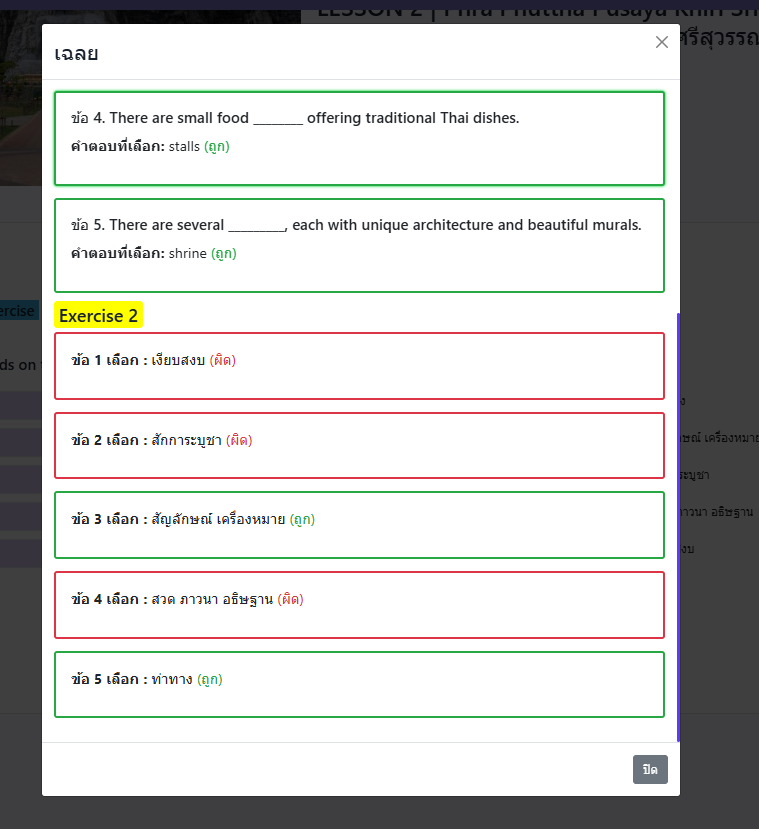 เฉลย
ข้อ 4. There are small food ________ offering traditional Thai dishes.
คำตอบที่เลือก: stalls (ถูก)
ข้อ 5. There are several _________, each with unique architecture and beautiful murals.
คำตอบที่เลือก: shrine (ถูก)
Exercise 2
ข้อ 1 เลือก : เงียบสงบ (ผิด)
ข้อ 2 เลือก : สักการะบูชา (ผิด)
ข้อ 3 เลือก : สัญลักษณ์ เครื่องหมาย (ถูก)
ข้อ 4 เลือก : สวด ภาวนา อธิษฐาน (ผิด)
ข้อ 5 เลือก : ท่าทาง (ถูก)
ปิด